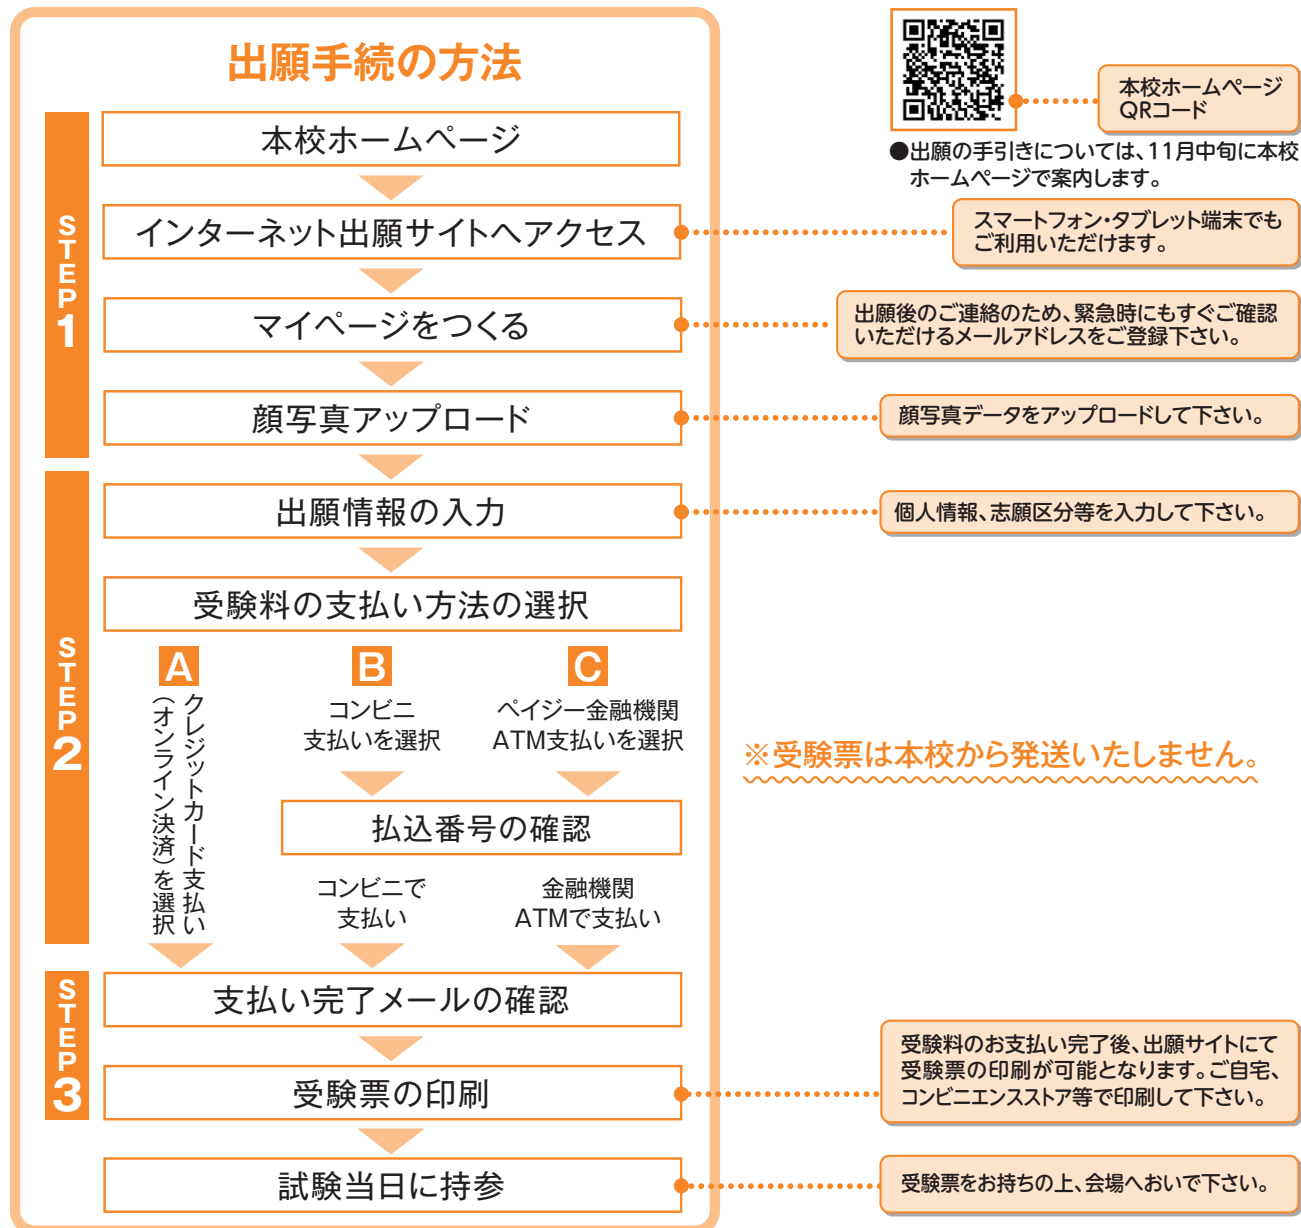 出願手続の方法
本校ホームページ
QRコード
●出願の手引きについては、11月中旬に本校
ホームページで案内します。
STEP1
本校ホームページ
インターネット出願サイトへアクセス
スマートフォン・タブレット端末でも
ご利用いただけます。
マイページをつくる
出願後のご連絡のため、緊急時にもすぐご確認
いただけるメールアドレスをご登録下さい。
顔写真アップロード
顔写真データをアップロードして下さい。
STEP2
出願情報の入力
個人情報、志願区分等を入力して下さい。
受験料の支払い方法の選択
A
クレジットカード支払い
（オンライン決済）を選択
B
コンビニ
支払いを選択
C
ペイジー金融機関
ATM支払いを選択
払込番号の確認
コンビニで
支払い
金融機関
ATMで支払い
※受験票は本校から発送いたしません。
STEP3
支払い完了メールの確認
受験票の印刷
受験料のお支払い完了後、出願サイトにて
受験票の印刷が可能となります。ご自宅、
コンビニエンスストア等で印刷して下さい。
試験当日に持参
受験票をお持ちの上、会場へおいで下さい。